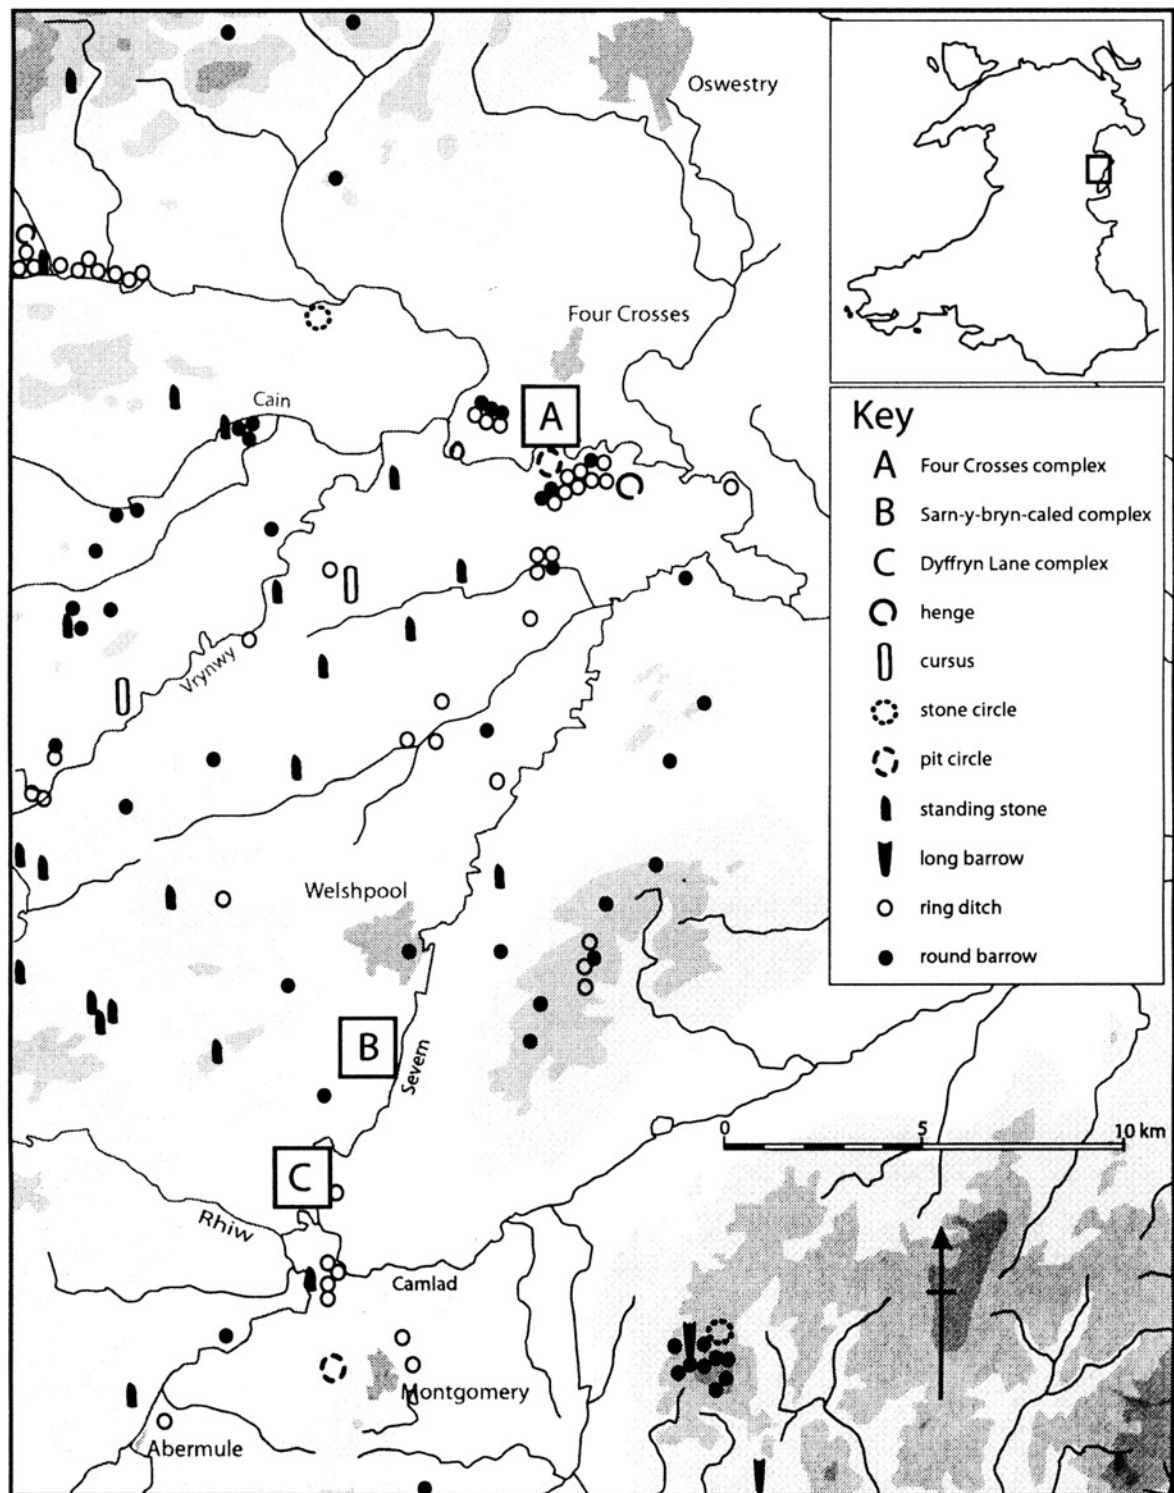 Oswestry
Four Crosses
A
Cain
Vrynwy
Welshpool
B
Severn
C
Rhiw
Camlad
Montgomery
Abermule
0 5 10 km
Key
A Four Crosses complex
B Sarn-y-bryn-caled complex
C Dyffryn Lane complex
henge
cursus
stone circle
pit circle
standing stone
long barrow
ring ditch
round barrow